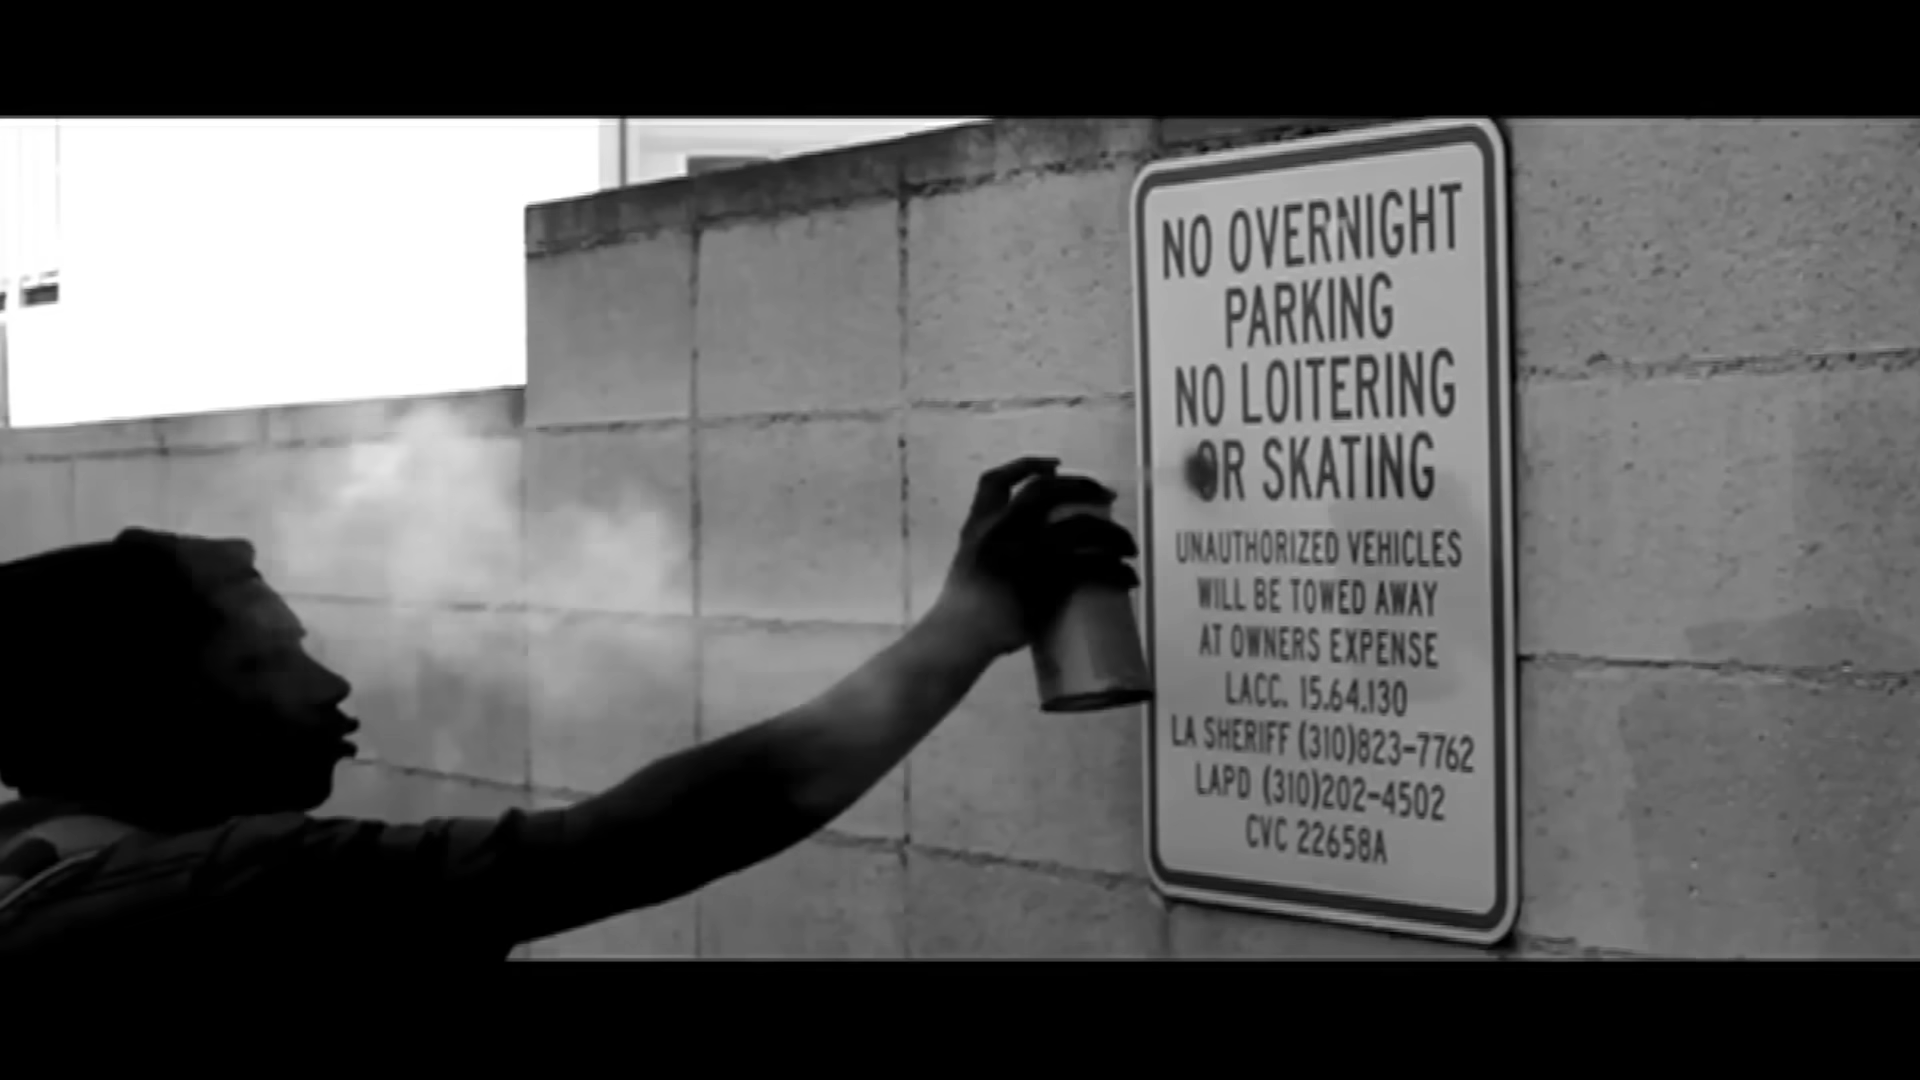 NO OVERNIGHT
PARKING
NO LOITERING
OR SKATING
UNAUTHORIZED VEHICLES
WILL BE TOWED AWAY
AT OWNERS EXPENSE
LACC. 15.64.130
LA SHERIFF (310)823-7762
LAPD (310)202-4502
CVC 22658A